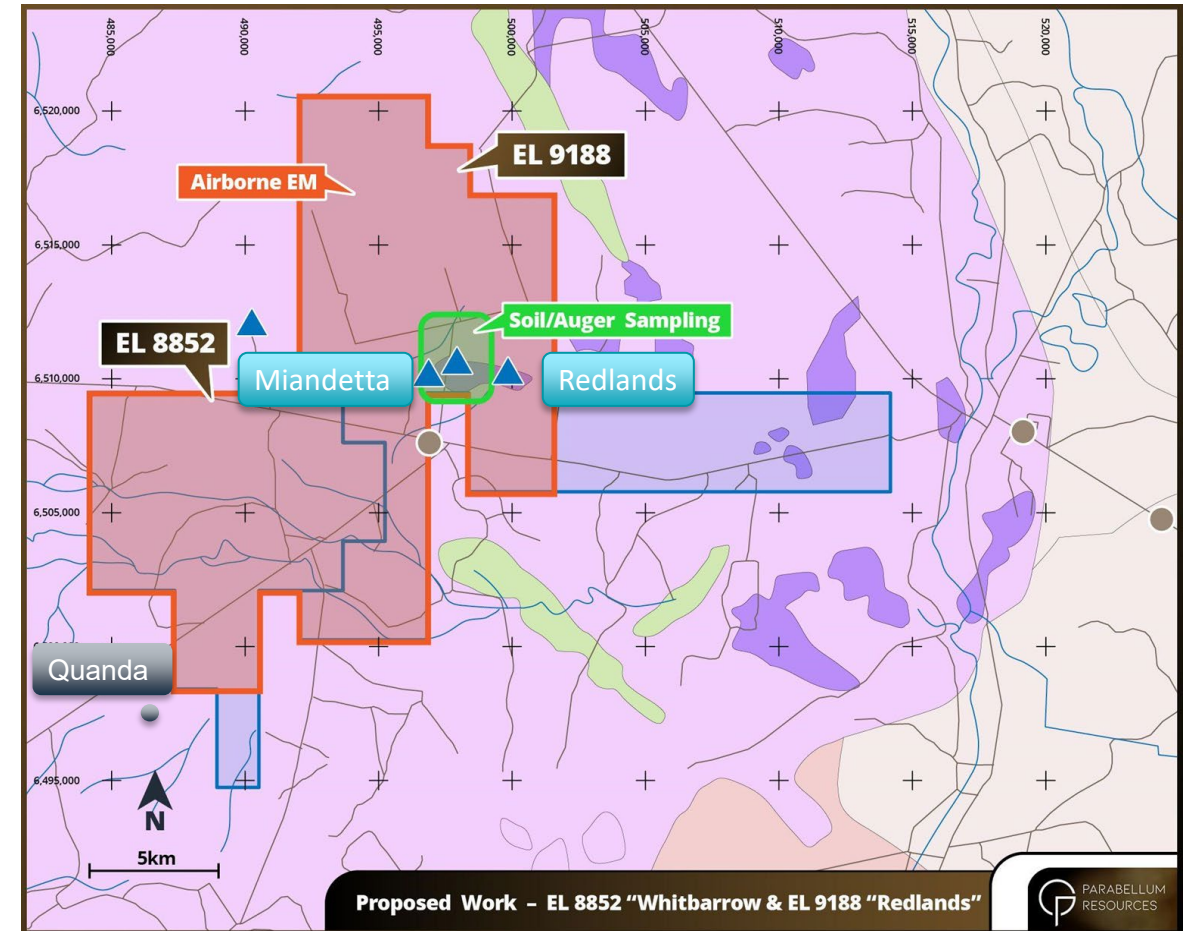 485,000
490,000
495,000
500,000
505,000
510,000
515,000
520,000
6,520,000
EL 9188
Airborne EM
6,515,000
Soil/Auger Sampling
EL 8852
Miandetta
Redlands
6,510,000
6,505,000
Quanda
6,495,000
N
5km
Proposed Work – EL 8852 “Whitbarrow & EL 9188 “Redlands”
PARABELLUM
RESOURCES